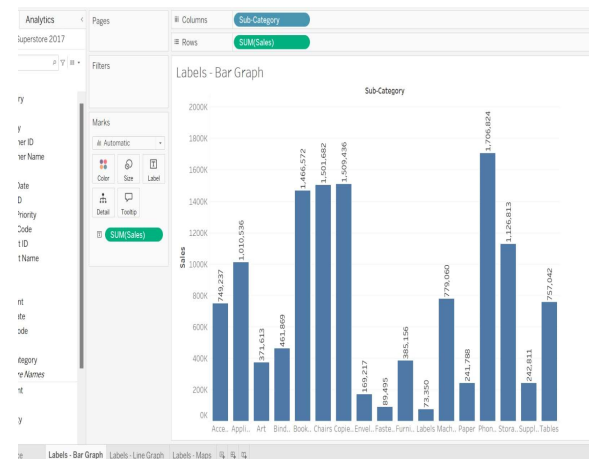 Analytics
Pages
Columns
Sub-Category
Superstore 2017
Rows
SUM(Sales)
Filters
Labels - Bar Graph
Sub-Category
ry
y
ner ID
ner Name
Marks
Automatic
Color
Size
Label
Detail
Tooltip
SUM(Sales)
Date
D
Priority
Code
t ID
t Name
nt
ate
ode
tegory
re Names
nt
y
Sales
2000K
1800K
1600K
1400K
1200K
1000K
800K
600K
400K
200K
0K
749,237
1,010,536
371,613
461,869
1,466,572
1,501,682
1,509,436
169,217
89,495
385,156
73,350
779,060
241,788
1,706,824
1,126,813
242,811
757,042
Acce.. Appli.. Art Bind.. Book.. Chairs Copie.. Envel.. Faste.. Furni.. Labels Mach.. Paper Phon.. Stora.. Suppl.. Tables
ce
Labels - Bar Graph
Labels - Line Graph
Labels - Maps